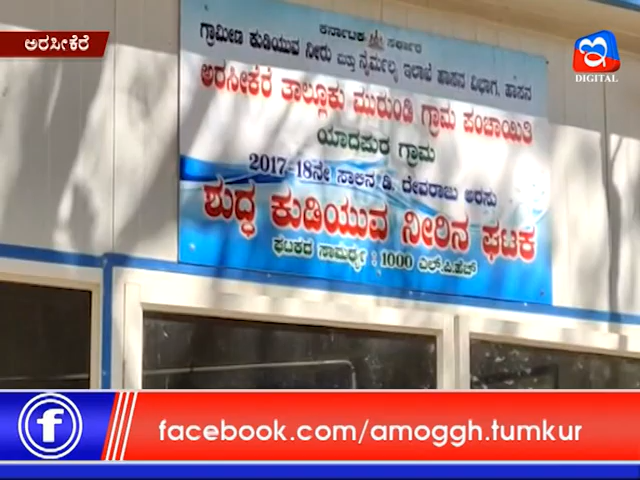 ಅರಸೀಕೆರೆ
DIGITAL
ಕರ್ನಾಟಕ ಸರ್ಕಾರ
ಗ್ರಾಮೀಣ ಕುಡಿಯುವ ನೀರು ಮತ್ತು ನೈರ್ಮಲ್ಯ ಇಲಾಖೆ ಹಾಸನ ವಿಭಾಗ, ಹಾಸನ
ಅರಸೀಕೆರೆ ತಾಲ್ಲೂಕು ಮುರುಂಡಿ ಗ್ರಾಮ ಪಂಚಾಯಿತಿ
ಯಾದಪುರ ಗ್ರಾಮ
2017-18ನೇ ಸಾಲಿನ ಡಿ. ದೇವರಾಜು ಅರಸು
ಶುದ್ಧ ಕುಡಿಯುವ ನೀರಿನ ಘಟಕ
ಘಟಕದ ಸಾಮರ್ಥ್ಯ : 1000 ಎಲ್.ಪಿ.ಹೆಚ್
f facebook.com/amoggh.tumkur